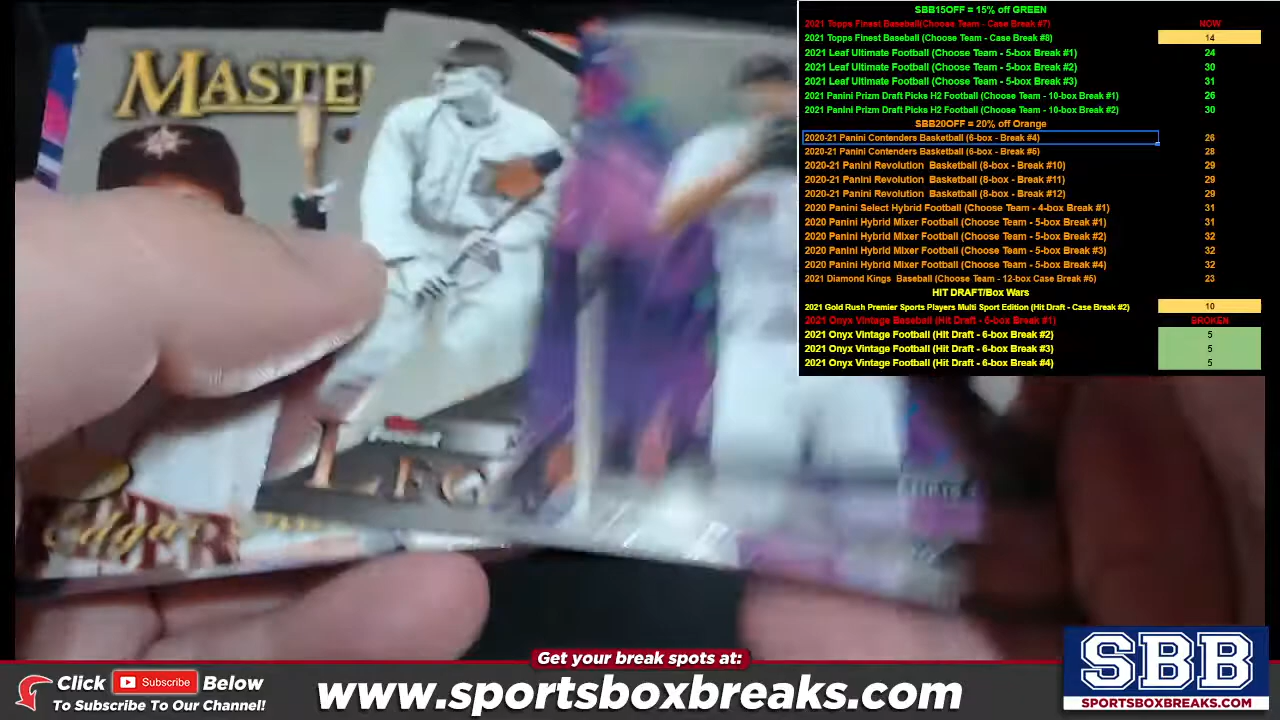 SBB15OFF = 15% off GREEN
2021 Topps Finest Baseball(Choose Team - Case Break #7) NOW
2021 Topps Finest Baseball (Choose Team - Case Break #8) 14
2021 Leaf Ultimate Football (Choose Team - 5-box Break #1) 24
2021 Leaf Ultimate Football (Choose Team - 5-box Break #2) 30
2021 Leaf Ultimate Football (Choose Team - 5-box Break #3) 31
2021 Panini Prizm Draft Picks H2 Football (Choose Team - 10-box Break #1) 26
2021 Panini Prizm Draft Picks H2 Football (Choose Team - 10-box Break #2) 30
SBB20OFF = 20% off Orange
2020-21 Panini Contenders Basketball (6-box - Break #4) 26
2020-21 Panini Contenders Basketball (6-box - Break #5) 28
2020-21 Panini Revolution Basketball (8-box - Break #10) 29
2020-21 Panini Revolution Basketball (8-box - Break #11) 29
2020-21 Panini Revolution Basketball (8-box - Break #12) 29
2020 Panini Select Hybrid Football (Choose Team - 4-box Break #1) 31
2020 Panini Hybrid Mixer Football (Choose Team - 5-box Break #1) 31
2020 Panini Hybrid Mixer Football (Choose Team - 5-box Break #2) 32
2020 Panini Hybrid Mixer Football (Choose Team - 5-box Break #3) 32
2020 Panini Hybrid Mixer Football (Choose Team - 5-box Break #4) 32
2021 Diamond Kings Baseball (Choose Team - 12-box Case Break #6) 23
HIT DRAFT/Box Wars
2021 Gold Rush Premier Sports Players Multi Sport Edition (Hit Draft - Case Break #2) 10
2021 Onyx Vintage Baseball (Hit Draft - 6-box Break #1) BROKEN
2021 Onyx Vintage Football (Hit Draft - 6-box Break #2) 5
2021 Onyx Vintage Football (Hit Draft - 6-box Break #3) 5
2021 Onyx Vintage Football (Hit Draft - 6-box Break #4) 5
MASTE
Edgar
Get your break spots at:
Click Subscribe Below
To Subscribe To Our Channel!
www.sportsboxbreaks.com
SBB
SPORTSBOXBREAKS.COM